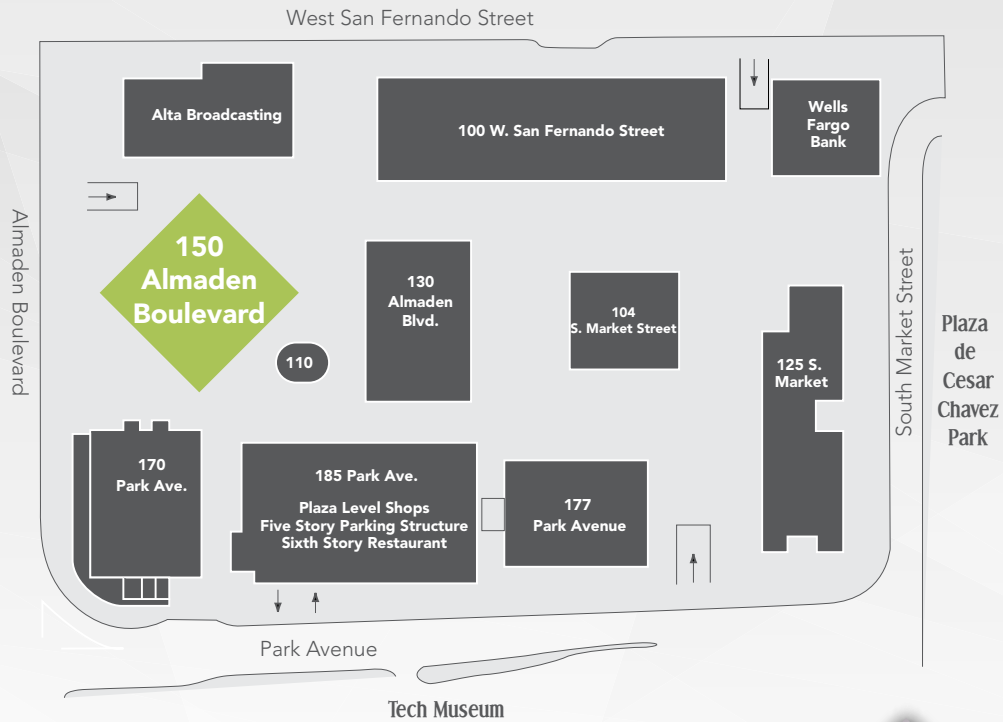 West San Fernando Street
Alta Broadcasting
100 W. San Fernando Street
Wells
Fargo
Bank
Almaden Boulevard
150
Almaden
Boulevard
130
Almaden
Blvd.
110
104
S. Market Street
125 S.
Market
South Market Street
Plaza
de
Cesar
Chavez
Park
170
Park Ave.
185 Park Ave.
Plaza Level Shops
Five Story Parking Structure
Sixth Story Restaurant
177
Park Avenue
Park Avenue
Tech Museum